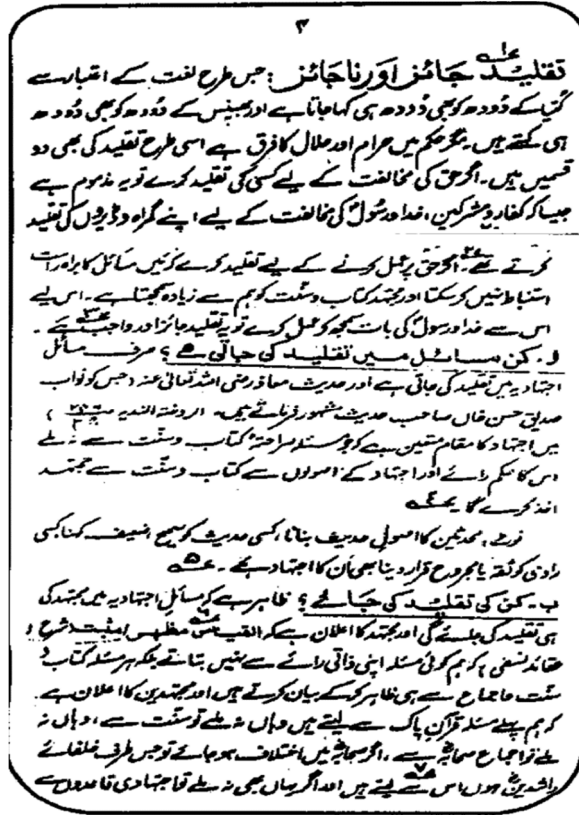 ۳
تقلید جائز اور ناجائز: جس طرح لغت کے اعتبار سے
کتیا کے دودھ کو بھی دودھ ہی کہا جاتا ہے اور بھینس کے دودھ کو بھی دودھ
ہی کہتے ہیں۔ مگر حکم میں حرام اور حلال کا فرق ہے اسی طرح تقلید کی بھی دو
قسمیں ہیں۔ اگر حق کی مخالفت کے لیے کسی کی تقلید کرے تو یہ مذموم ہے
جیسا کہ کفار و مشرکین، خدا اور رسولؐ کی مخالفت کے لیے اپنے گمراہ وڈیروں کی تقلید
کرتے تھے۔ اگر حق پر عمل کرنے کے لیے تقلید کرے کہ میں مسائل کا براہ راست
استنباط نہیں کر سکتا اور مجتہد کتاب و سنت کو ہم سے زیادہ سمجھتا ہے۔ اس لیے
اس سے خدا و رسولؐ کی بات سمجھ کر عمل کرے تو یہ تقلید جائز اور واجب ہے۔
ا۔ کن مسائل میں تقلید کی جاتی ہے؟ صرف مسائل
اجتہادیہ میں تقلید کی جاتی ہے اور حدیث معاذ رضی اللہ تعالیٰ عنہ (جس کو نواب
صدیق حسن خاں صاحب حدیث مشہور فرماتے ہیں۔ الروضۃ الندیہ
میں اجتہاد کا مقام متعین ہے کہ جو مسئلہ صراحۃً کتاب و سنت سے نہ ملے
اس کا حکم رائے اور اجتہاد کے اصولوں سے کتاب و سنت سے مجتہد
اخذ کرے گا۔
نوٹ: محدثین کا اصول حدیث بنانا، کسی حدیث کو صحیح، ضعیف کہنا کسی
راوی کو ثقہ یا مجروح قرار دینا بھی ان کا اجتہاد ہے۔
ب۔ کن کی تقلید کی جائے؟ ظاہر ہے کہ مسائل اجتہادیہ میں مجتہد کی
ہی تقلید کی جائے گی اور مجتہد کا اعلان ہے کہ القیاس مظهر لا مثبت (شرح
عقائد نسفی) کہ ہم کوئی مسئلہ اپنی ذاتی رائے سے نہیں بتاتے بلکہ ہر مسئلہ کتاب و
سنت و اجماع سے ہی ظاہر کر کے بیان کرتے ہیں اور مجتہدین کا اعلان ہے
کہ ہم پہلے مسئلہ قرآن پاک سے لیتے ہیں وہاں نہ ملے تو سنت سے، وہاں نہ
ملے تو اجماع صحابہؓ سے، اگر صحابہؓ میں اختلاف ہو جائے تو جس طرف خلفائے
راشدینؓ ہوں اس سے لیتے ہیں اور اگر یہاں بھی نہ ملے تو اجتہادی قاعدوں سے